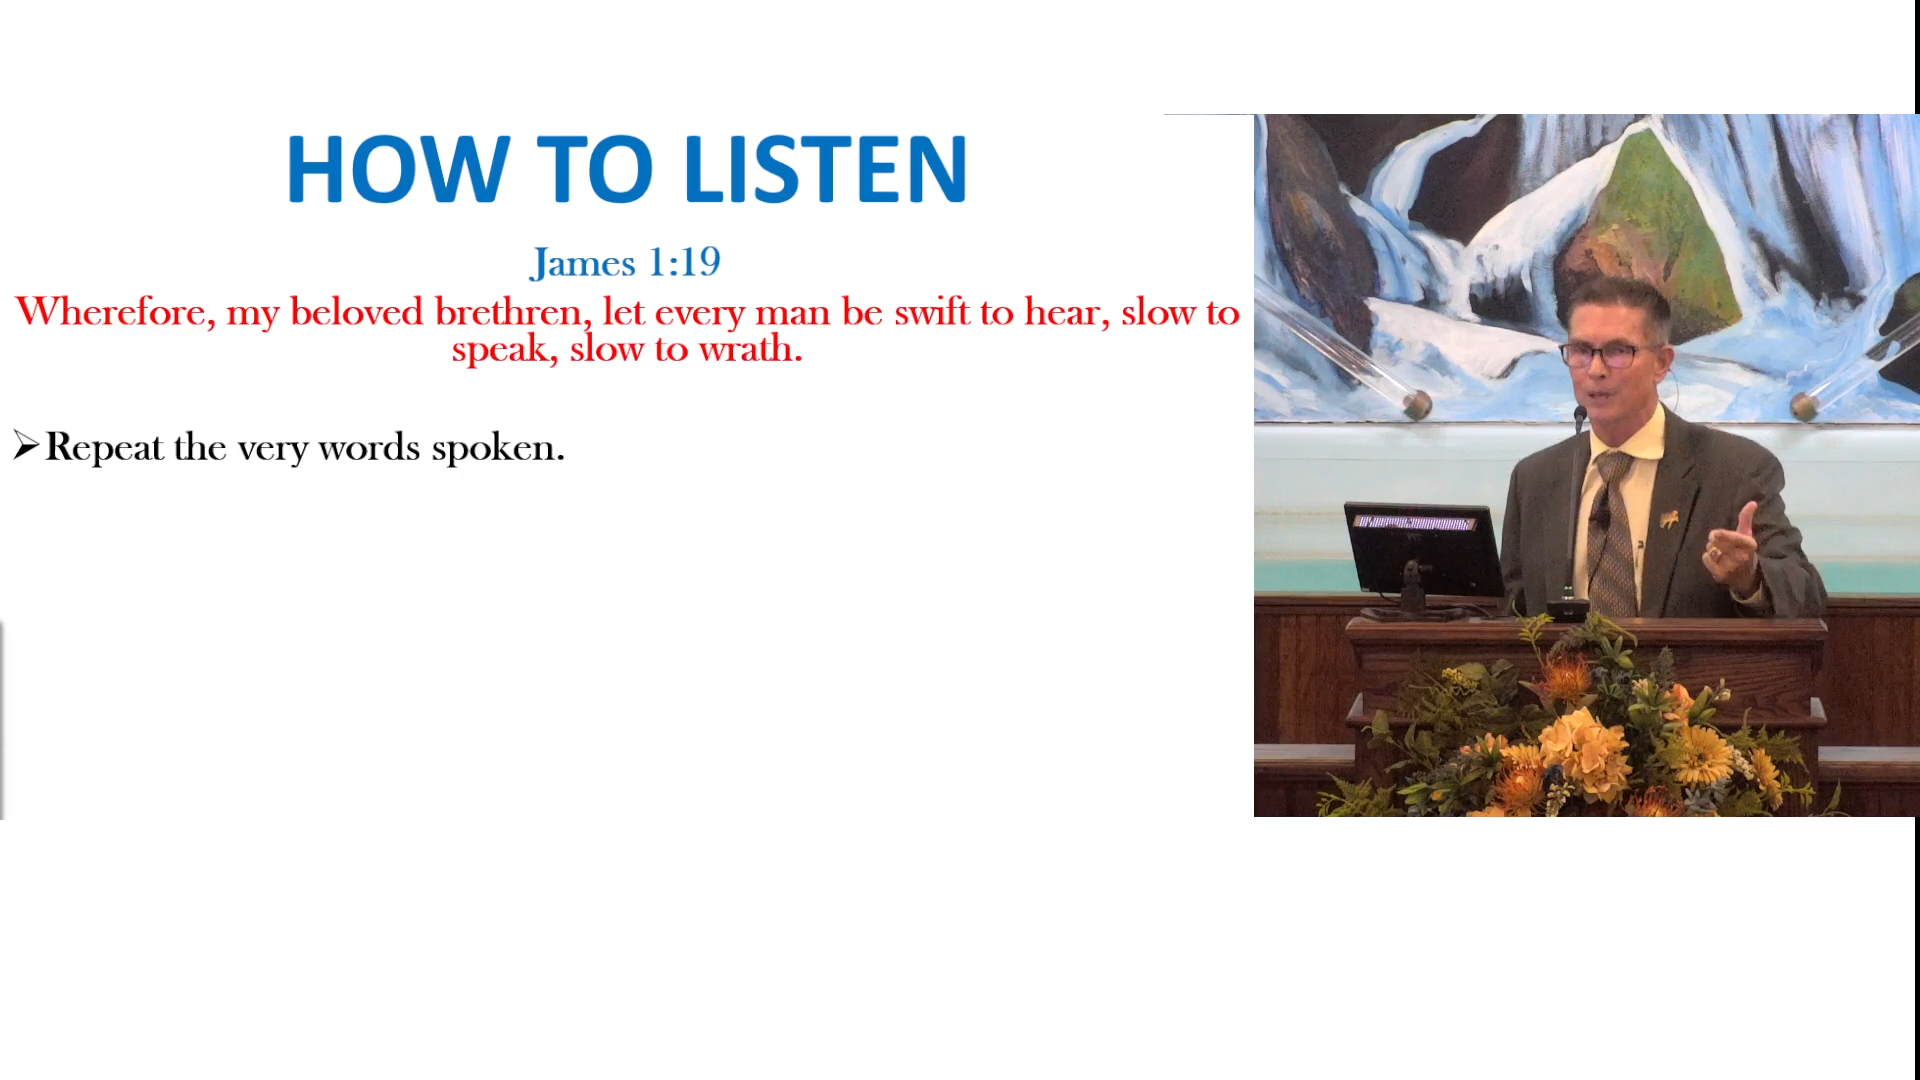 HOW TO LISTEN
James 1:19
Wherefore, my beloved brethren, let every man be swift to hear, slow to
speak, slow to wrath.
➢Repeat the very words spoken.